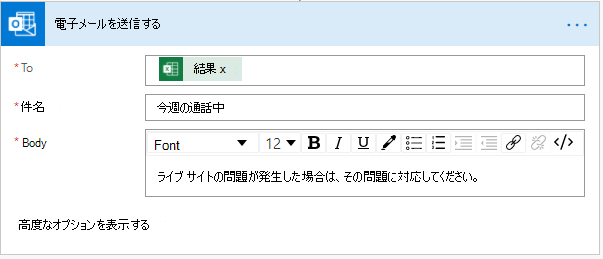 電子メールを送信する
* To
結果 x
* 件名
今週の通話中
* Body
Font 12 B I U </>
ライブ サイトの問題が発生した場合は、その問題に対応してください。
高度なオプションを表示する